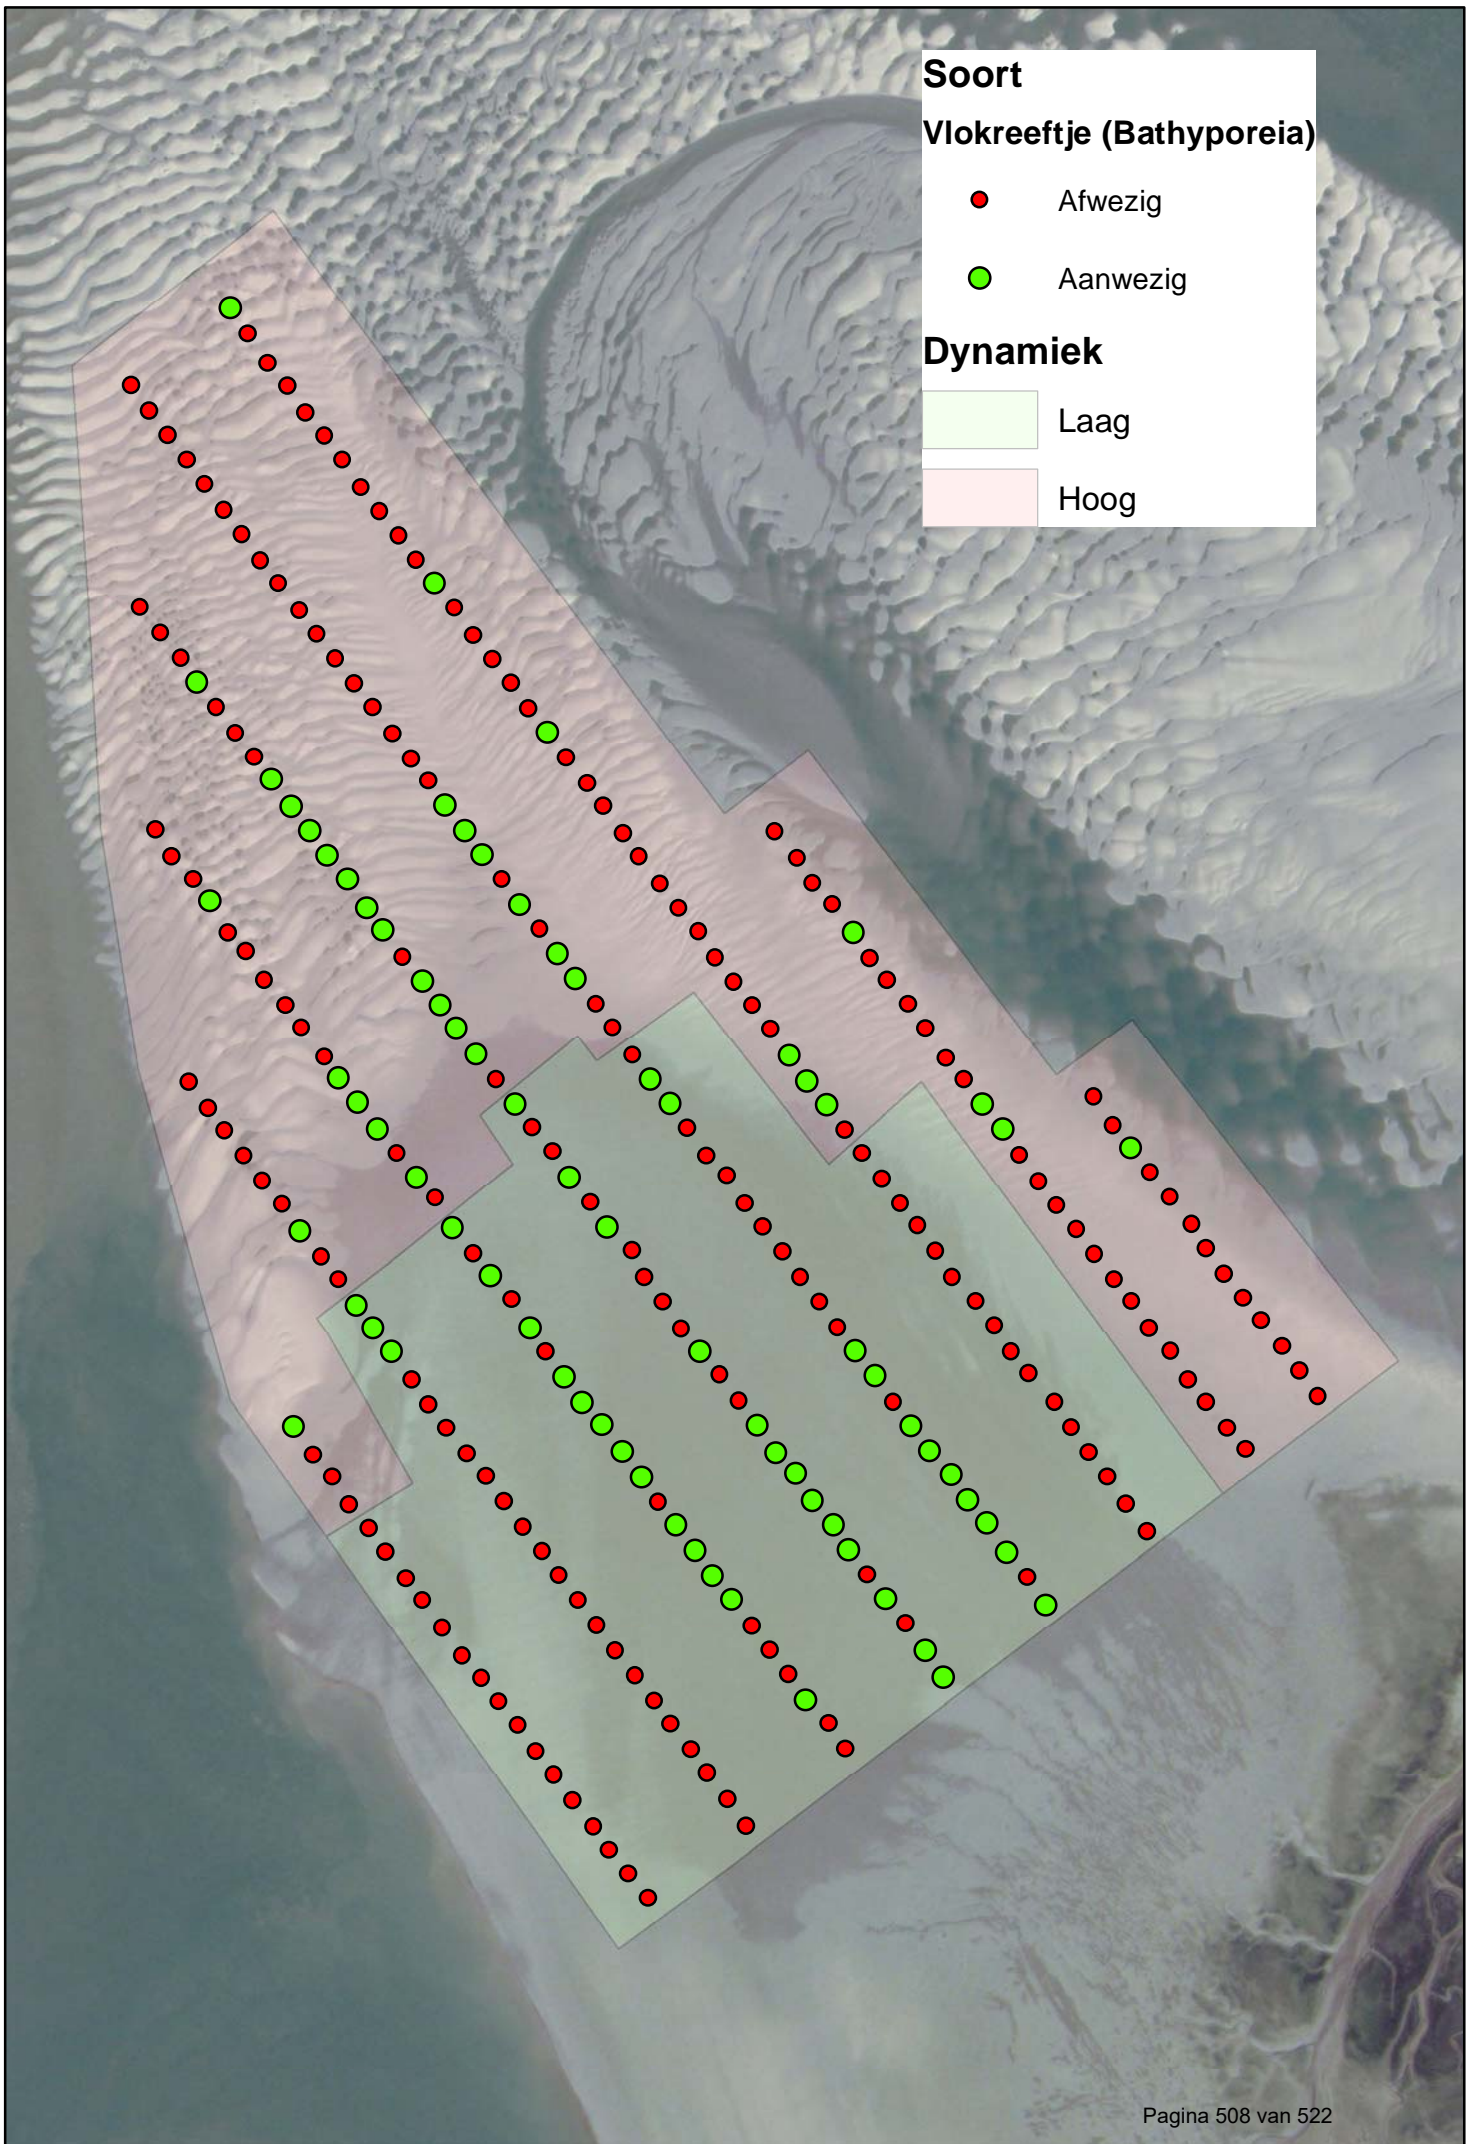 Soort
Vlokreeftje (Bathyporeia)
Afwezig
Aanwezig
Dynamiek
Laag
Hoog
Pagina 508 van 522